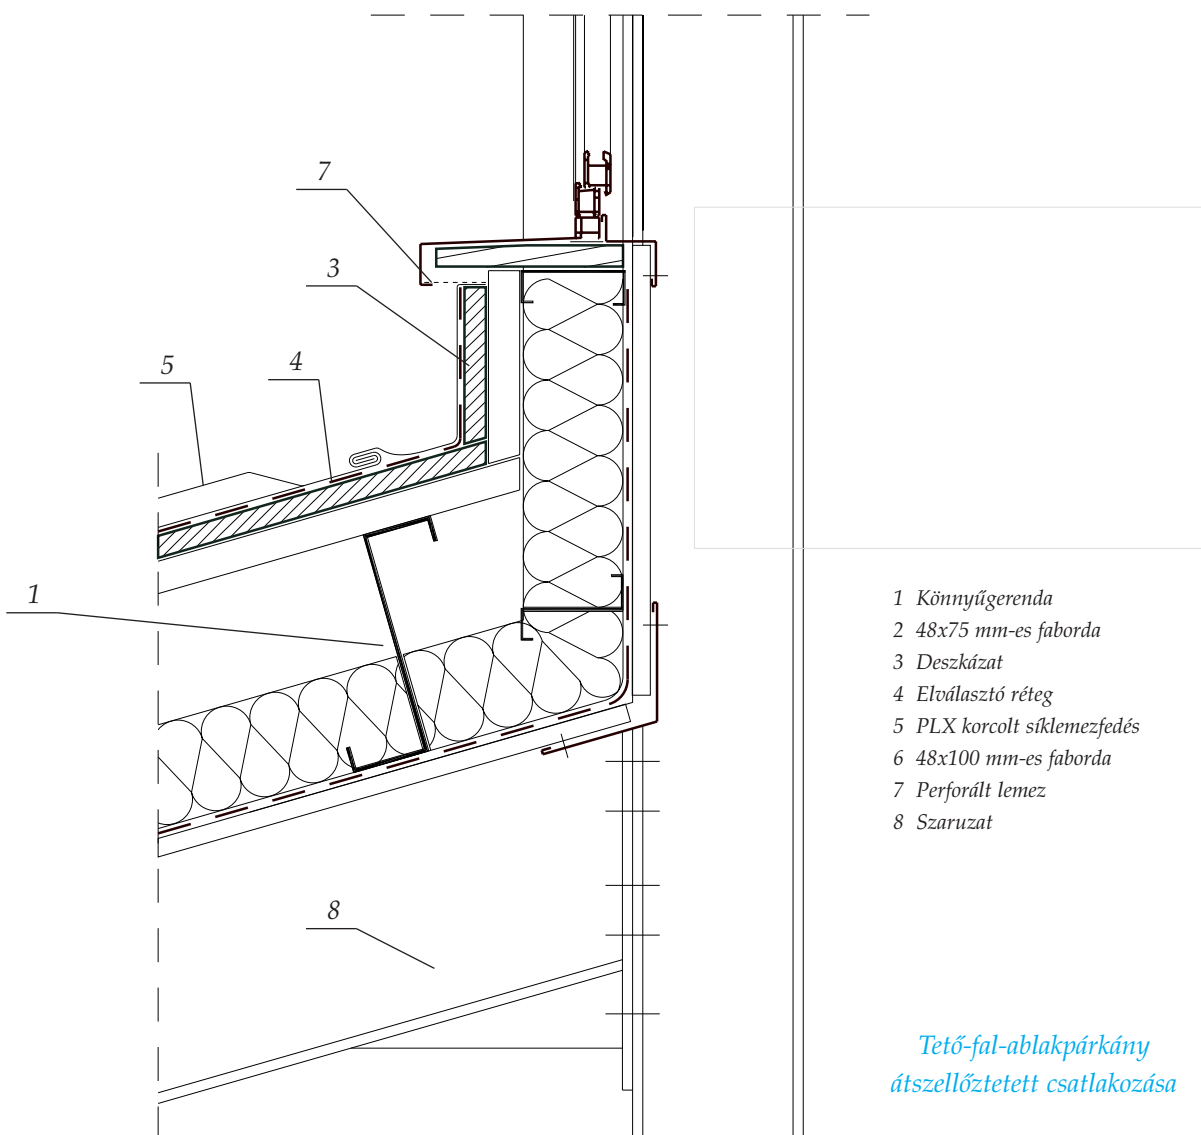 7
3
5
4
1
8
1 Könnyűgerenda
2 48x75 mm-es faborda
3 Deszkázat
4 Elválasztó réteg
5 PLX korcolt síklemezfedés
6 48x100 mm-es faborda
7 Perforált lemez
8 Szaruzat
Tető-fal-ablakpárkány
átszellőztetett csatlakozása